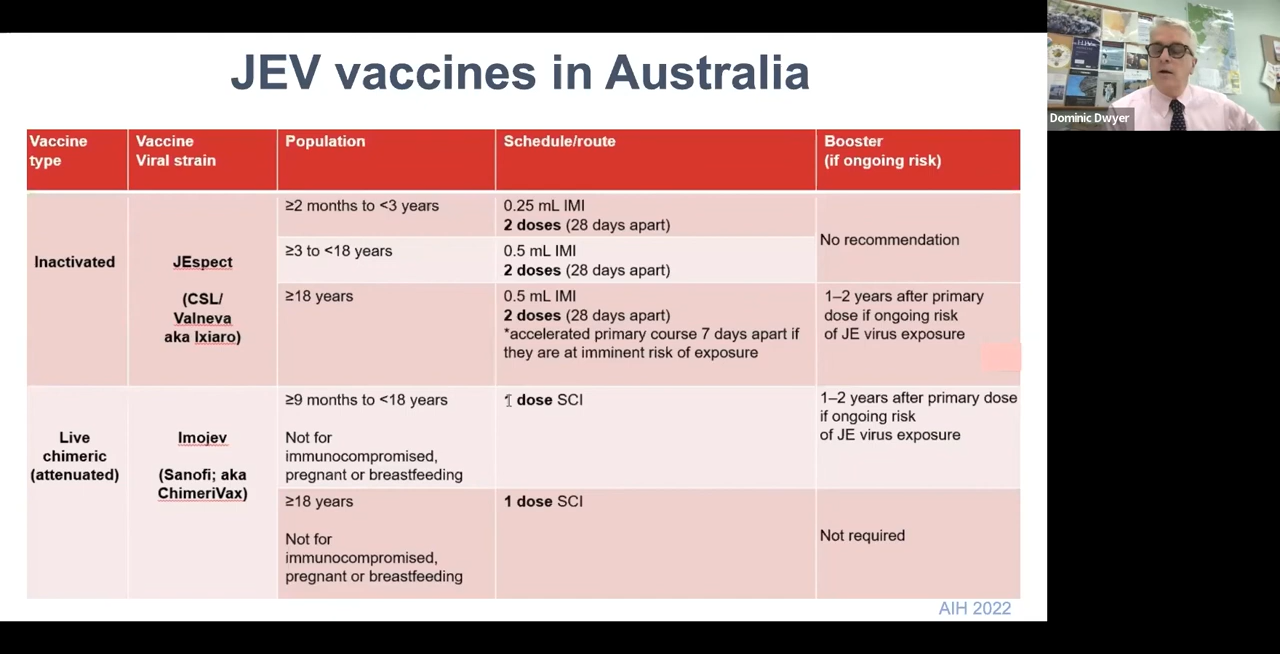 JEV vaccines in Australia
Dominic Dwyer
Vaccine
type
Vaccine
Viral strain
Population
Schedule/route
Booster
(if ongoing risk)
Inactivated
JEspect
(CSL/
Valneva
aka Ixiaro)
≥2 months to <3 years
0.25 mL IMI
2 doses (28 days apart)
No recommendation
≥3 to <18 years
0.5 mL IMI
2 doses (28 days apart)
≥18 years
0.5 mL IMI
2 doses (28 days apart)
*accelerated primary course 7 days apart if
they are at imminent risk of exposure
1–2 years after primary
dose if ongoing risk
of JE virus exposure
Live
chimeric
(attenuated)
Imojev
(Sanofi; aka
ChimeriVax)
≥9 months to <18 years
Not for
immunocompromised,
pregnant or breastfeeding
1 dose SCI
1–2 years after primary dose
if ongoing risk
of JE virus exposure
≥18 years
Not for
immunocompromised,
pregnant or breastfeeding
1 dose SCI
Not required
AIH 2022